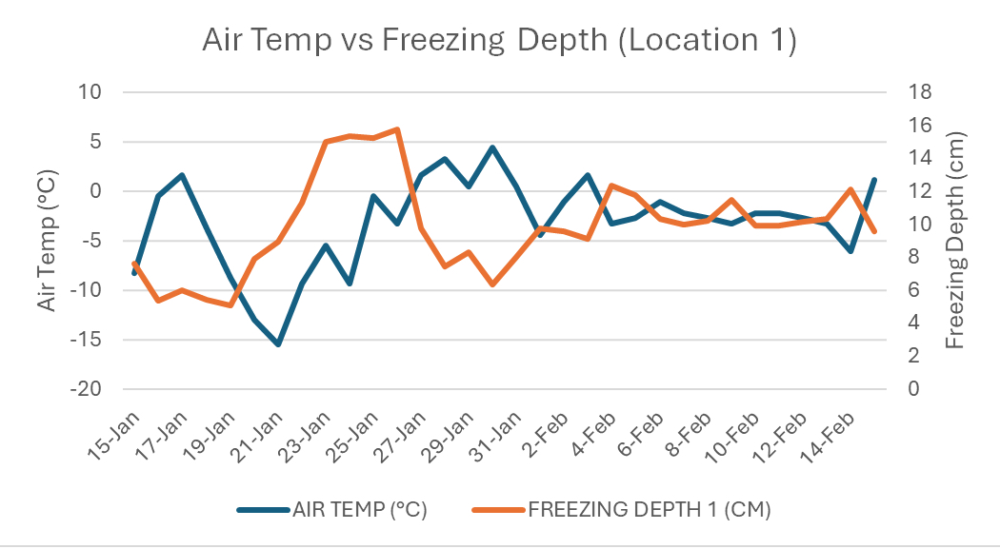 Air Temp vs Freezing Depth (Location 1)
10
5
0
-5
-10
-15
-20
Air Temp (°C)
18
16
14
12
10
8
6
4
2
0
Freezing Depth (cm)
15-Jan
17-Jan
19-Jan
21-Jan
23-Jan
25-Jan
27-Jan
29-Jan
31-Jan
2-Feb
4-Feb
6-Feb
8-Feb
10-Feb
12-Feb
14-Feb
AIR TEMP (°C)
FREEZING DEPTH 1 (CM)